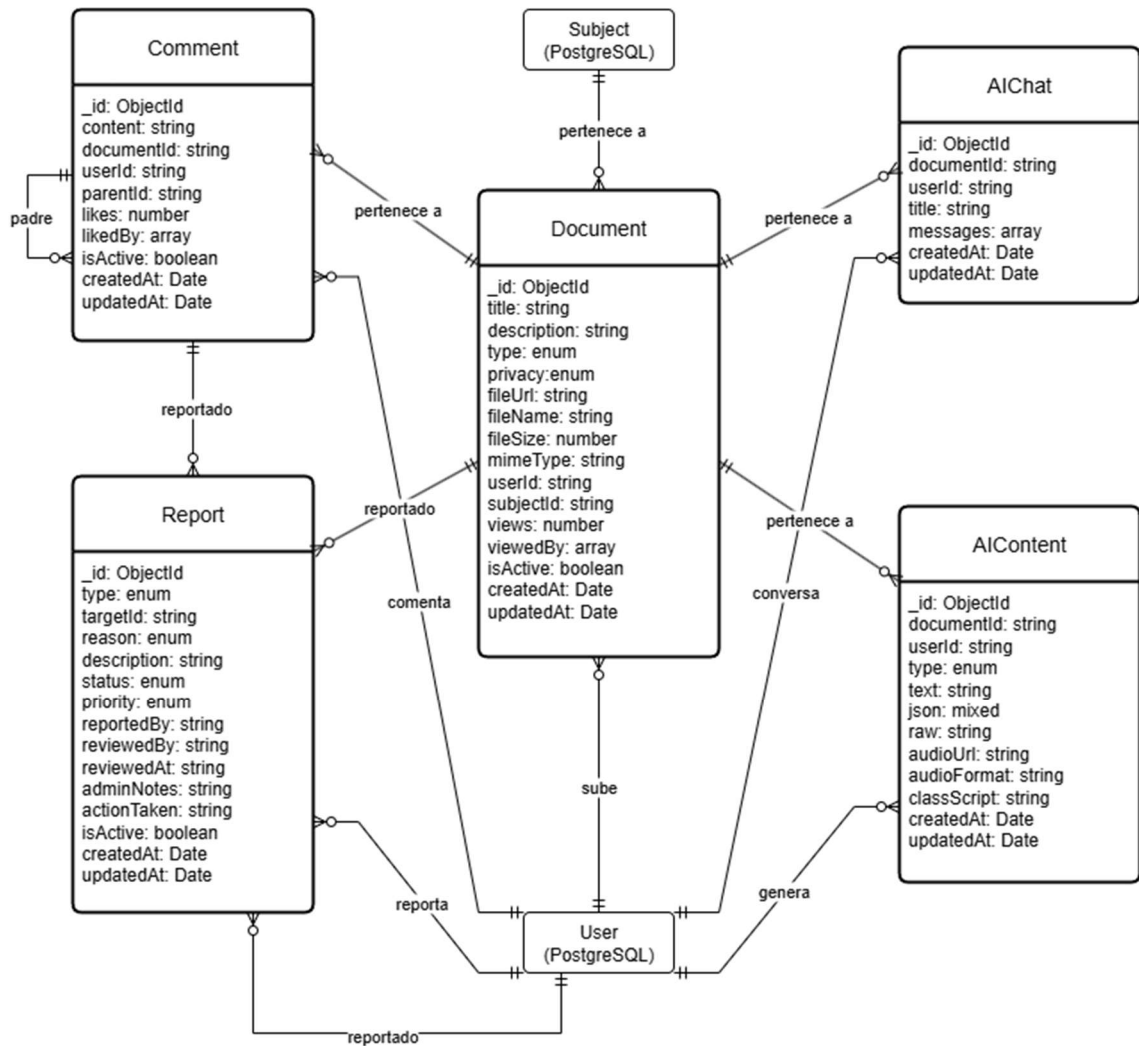 Comment
_id: ObjectId
content: string
documentId: string
userId: string
parentId: string
likes: number
likedBy: array
isActive: boolean
createdAt: Date
updatedAt: Date
padre
Subject
(PostgreSQL)
pertenece a
AIChat
_id: ObjectId
documentId: string
userId: string
title: string
messages: array
createdAt: Date
updatedAt: Date
pertenece a
pertenece a
Document
_id: ObjectId
title: string
description: string
type: enum
privacy:enum
fileUrl: string
fileName: string
fileSize: number
mimeType: string
userId: string
subjectId: string
views: number
viewedBy: array
isActive: boolean
createdAt: Date
updatedAt: Date
reportado
Report
_id: ObjectId
type: enum
targetId: string
reason: enum
description: string
status: enum
priority: enum
reportedBy: string
reviewedBy: string
reviewedAt: string
adminNotes: string
actionTaken: string
isActive: boolean
createdAt: Date
updatedAt: Date
reportado
pertenece a
comenta
conversa
AIContent
_id: ObjectId
documentId: string
userId: string
type: enum
text: string
json: mixed
raw: string
audioUrl: string
audioFormat: string
classScript: string
createdAt: Date
updatedAt: Date
sube
reporta
genera
User
(PostgreSQL)
reportado